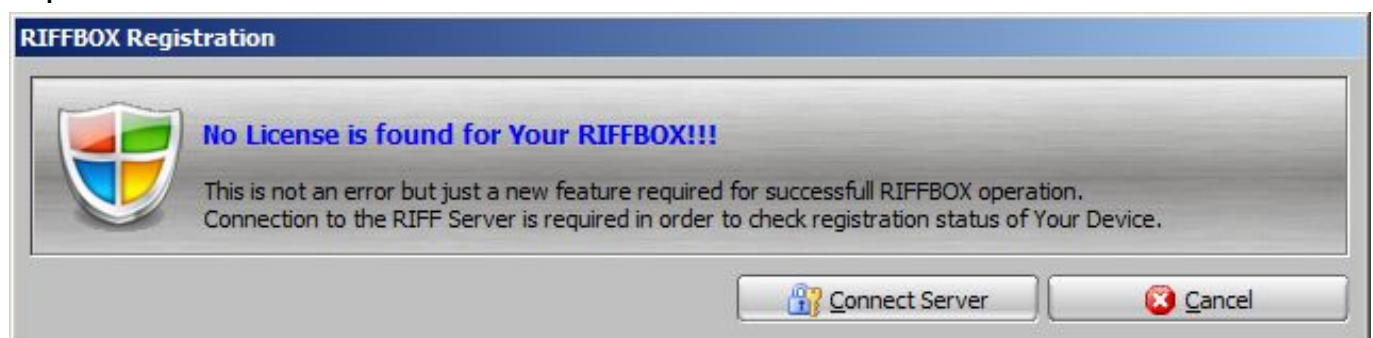 RIFFBOX Registration
No License is found for Your RIFFBOX!!!
This is not an error but just a new feature required for successfull RIFFBOX operation.
Connection to the RIFF Server is required in order to check registration status of Your Device.
Connect Server
Cancel